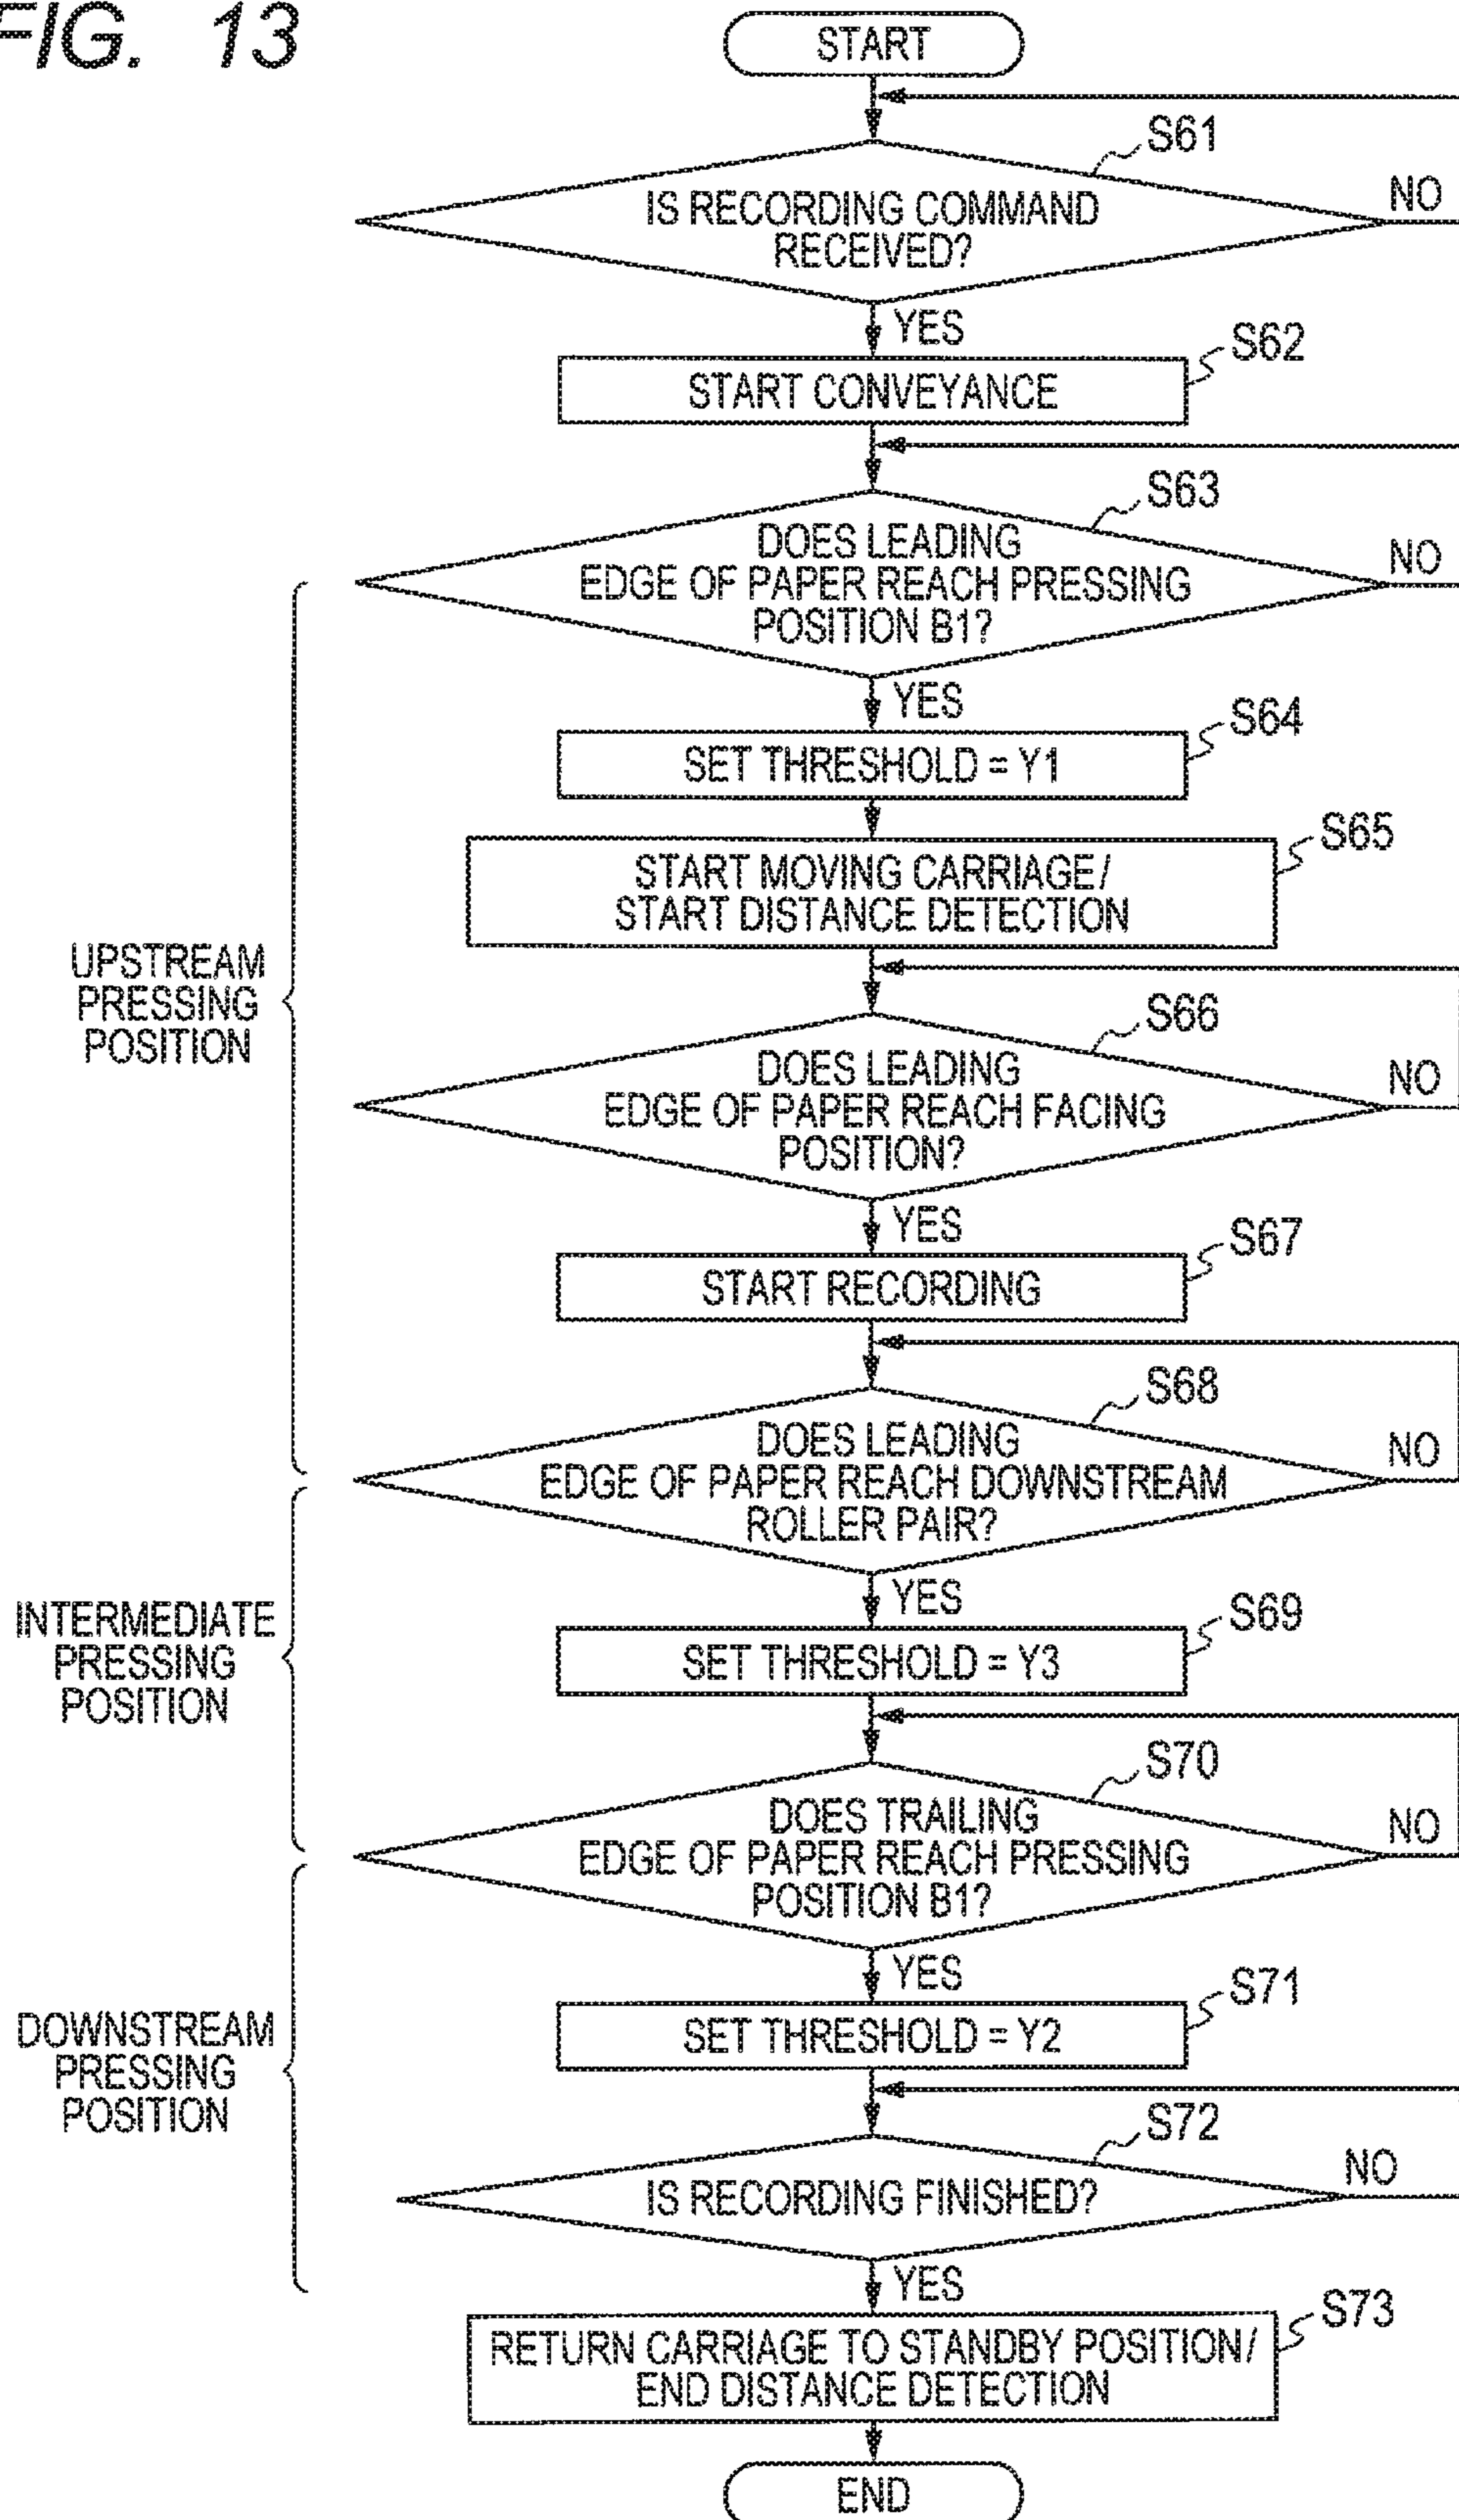 FIG. 13
START
S61
IS RECORDING COMMAND
RECEIVED?
NO
YES
S62
START CONVEYANCE
S63
DOES LEADING
EDGE OF PAPER REACH PRESSING
POSITION B1?
NO
YES
S64
SET THRESHOLD = Y1
S65
START MOVING CARRIAGE/
START DISTANCE DETECTION
UPSTREAM
PRESSING
POSITION
S66
DOES LEADING
EDGE OF PAPER REACH FACING
POSITION?
NO
YES
S67
START RECORDING
S68
DOES LEADING
EDGE OF PAPER REACH DOWNSTREAM
ROLLER PAIR?
NO
YES
INTERMEDIATE
PRESSING
POSITION
S69
SET THRESHOLD = Y3
S70
DOES TRAILING
EDGE OF PAPER REACH PRESSING
POSITION B1?
NO
YES
S71
SET THRESHOLD = Y2
DOWNSTREAM
PRESSING
POSITION
S72
IS RECORDING FINISHED?
NO
YES
S73
RETURN CARRIAGE TO STANDBY POSITION/
END DISTANCE DETECTION
END